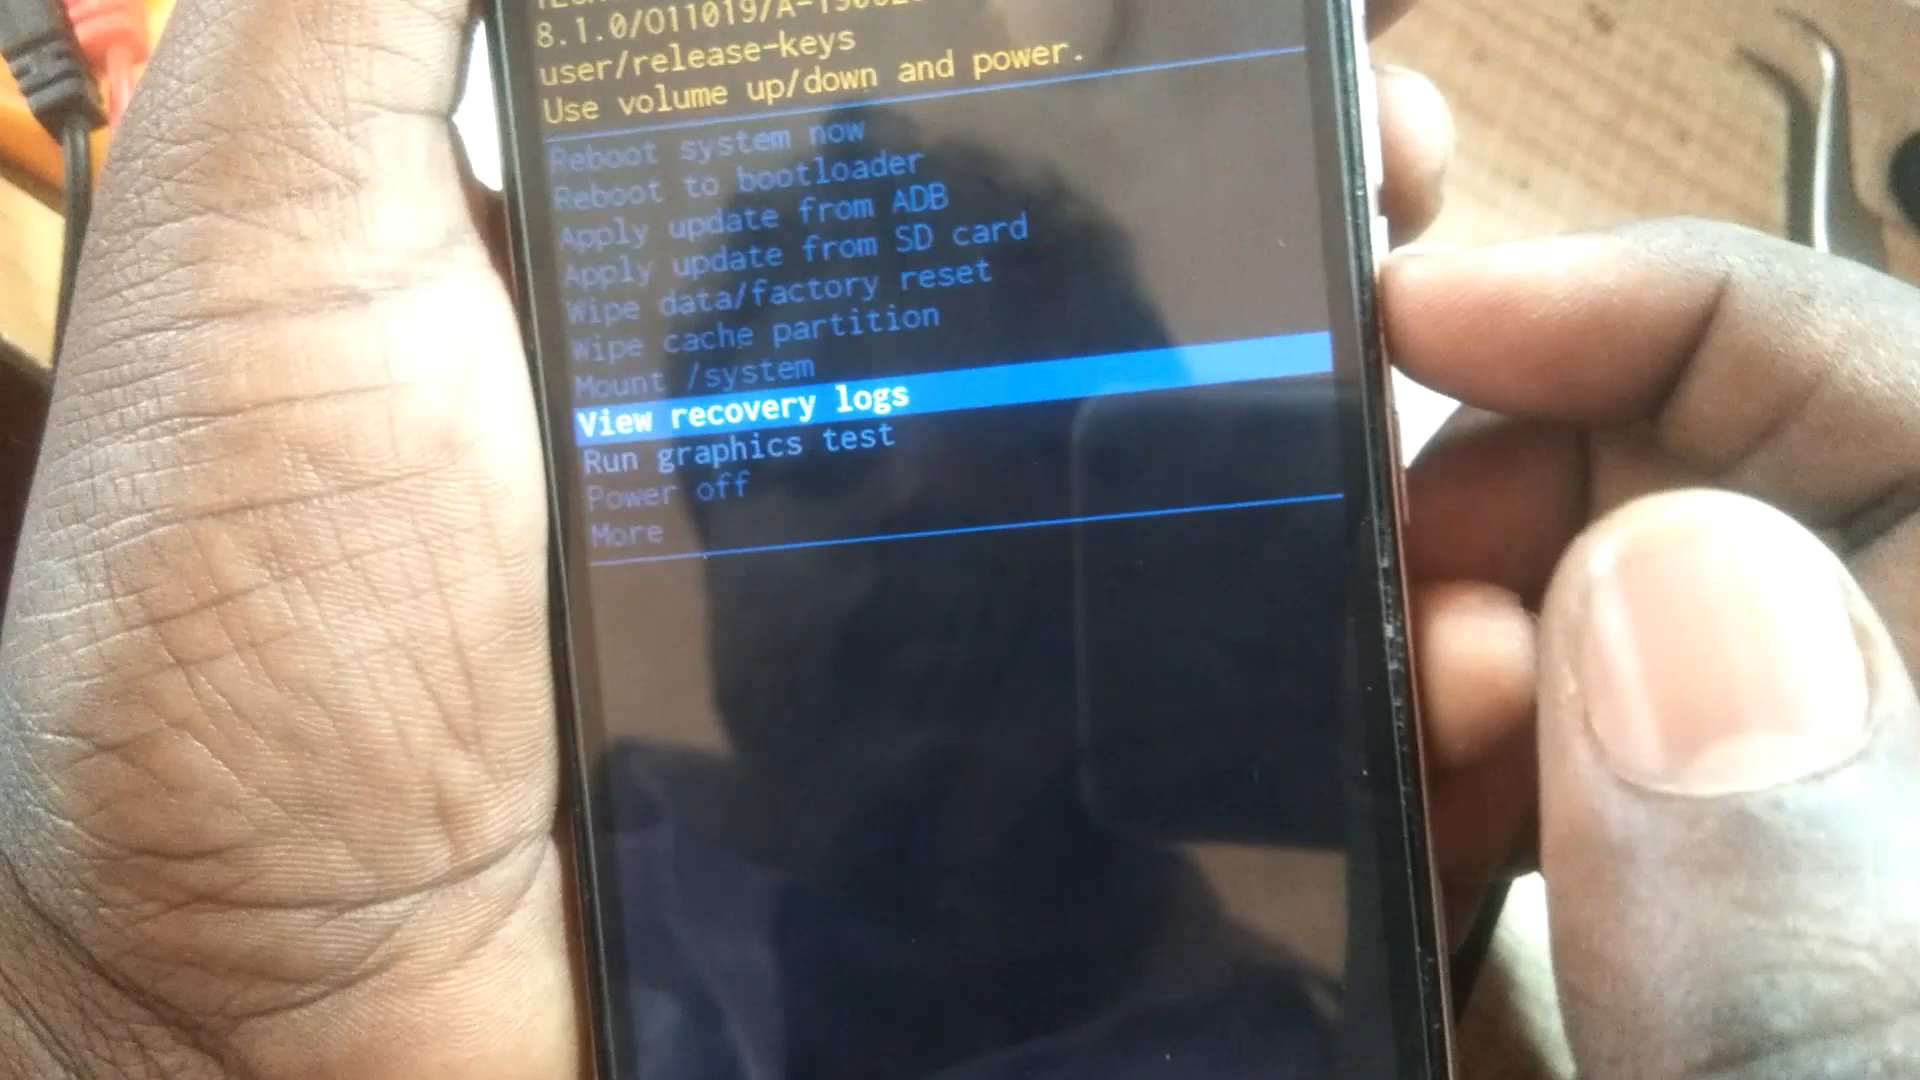 8.1.0/O11019/A-
user/release-keys
Use volume up/down and power.
Reboot system now
Reboot to bootloader
Apply update from ADB
Apply update from SD card
Wipe data/factory reset
Wipe cache partition
Mount /system
View recovery logs
Run graphics test
Power off
More